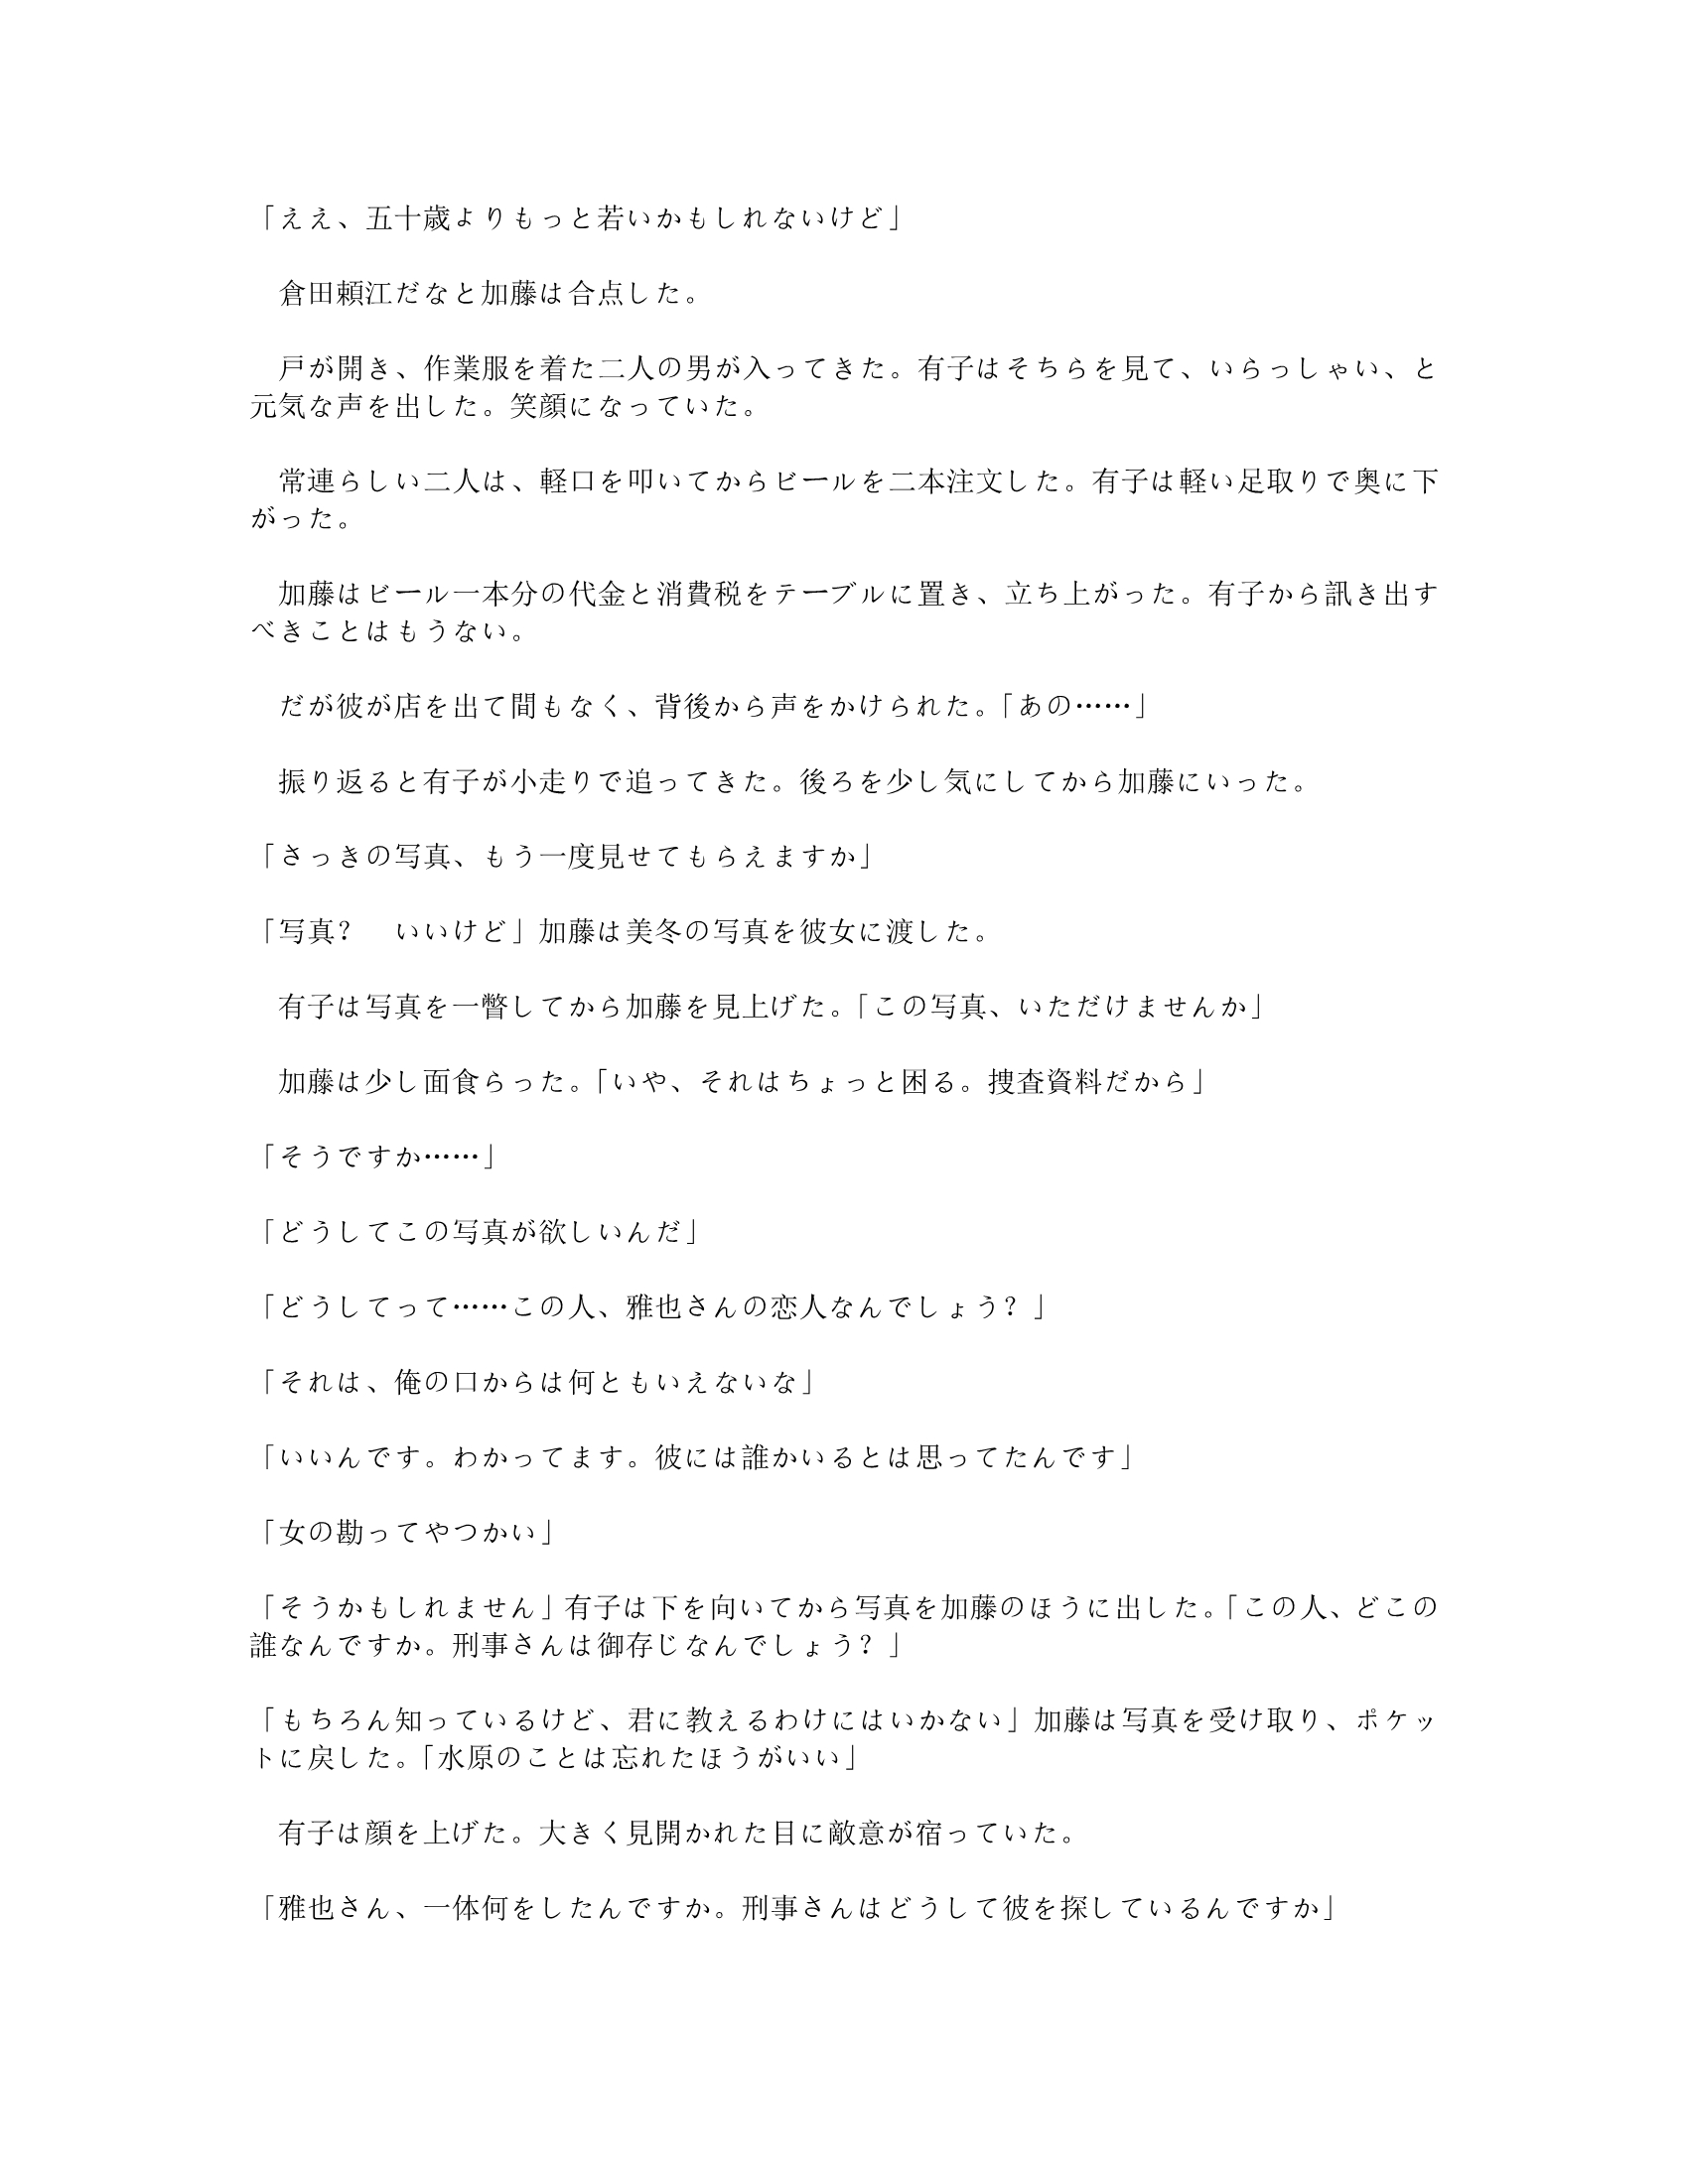 「ええ、五十歳よりもっと若いかもしれないけど」
　倉田頼江だなと加藤は合点した。
　戸が開き、作業服を着た二人の男が入ってきた。有子はそちらを見て、いらっしゃい、と
元気な声を出した。笑顔になっていた。
　常連らしい二人は、軽口を叩いてからビールを二本注文した。有子は軽い足取りで奥に下
がった。
　加藤はビール一本分の代金と消費税をテーブルに置き、立ち上がった。有子から訊き出す
べきことはもうない。
　だが彼が店を出て間もなく、背後から声をかけられた。「あの……」
　振り返ると有子が小走りで追ってきた。後ろを少し気にしてから加藤にいった。
「さっきの写真、もう一度見せてもらえますか」
「写真？　いいけど」加藤は美冬の写真を彼女に渡した。
　有子は写真を一瞥してから加藤を見上げた。「この写真、いただけませんか」
　加藤は少し面食らった。「いや、それはちょっと困る。捜査資料だから」
「そうですか……」
「どうしてこの写真が欲しいんだ」
「どうしてって……この人、雅也さんの恋人なんでしょう？」
「それは、俺の口からは何ともいえないな」
「いいんです。わかってます。彼には誰かいるとは思ってたんです」
「女の勘ってやつかい」
「そうかもしれません」有子は下を向いてから写真を加藤のほうに出した。「この人、どこの
誰なんですか。刑事さんは御存じなんでしょう？」
「もちろん知っているけど、君に教えるわけにはいかない」加藤は写真を受け取り、ポケッ
トに戻した。「水原のことは忘れたほうがいい」
　有子は顔を上げた。大きく見開かれた目に敵意が宿っていた。
「雅也さん、一体何をしたんですか。刑事さんはどうして彼を探しているんですか」